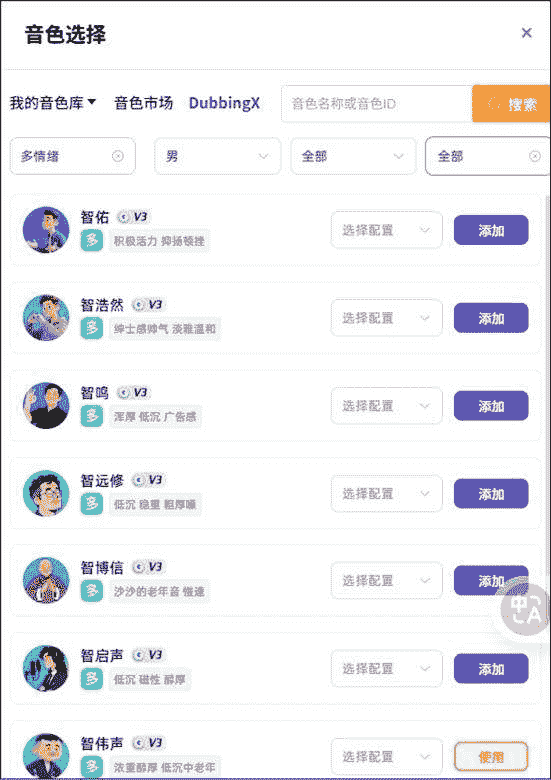 音色选择
我的音色库 音色市场 DubbingX 音色名称或音色ID 搜索
多情绪 男 全部 全部
智佑 V3
多 积极活力 抑扬顿挫 选择配置 添加
智浩然 V3
多 绅士感帅气 淡雅温和 选择配置 添加
智鸣 V3
多 浑厚 低沉 广告感 选择配置 添加
智远修 V3
多 低沉 稳重 粗厚嗓 选择配置 添加
智博信 V3
多 沙沙的老年音 慢速 选择配置 添加
中 A
智启声 V3
多 低沉 磁性 醇厚 选择配置 添加
智伟声 V3
多 浓重醇厚 低沉中老年 选择配置 使用